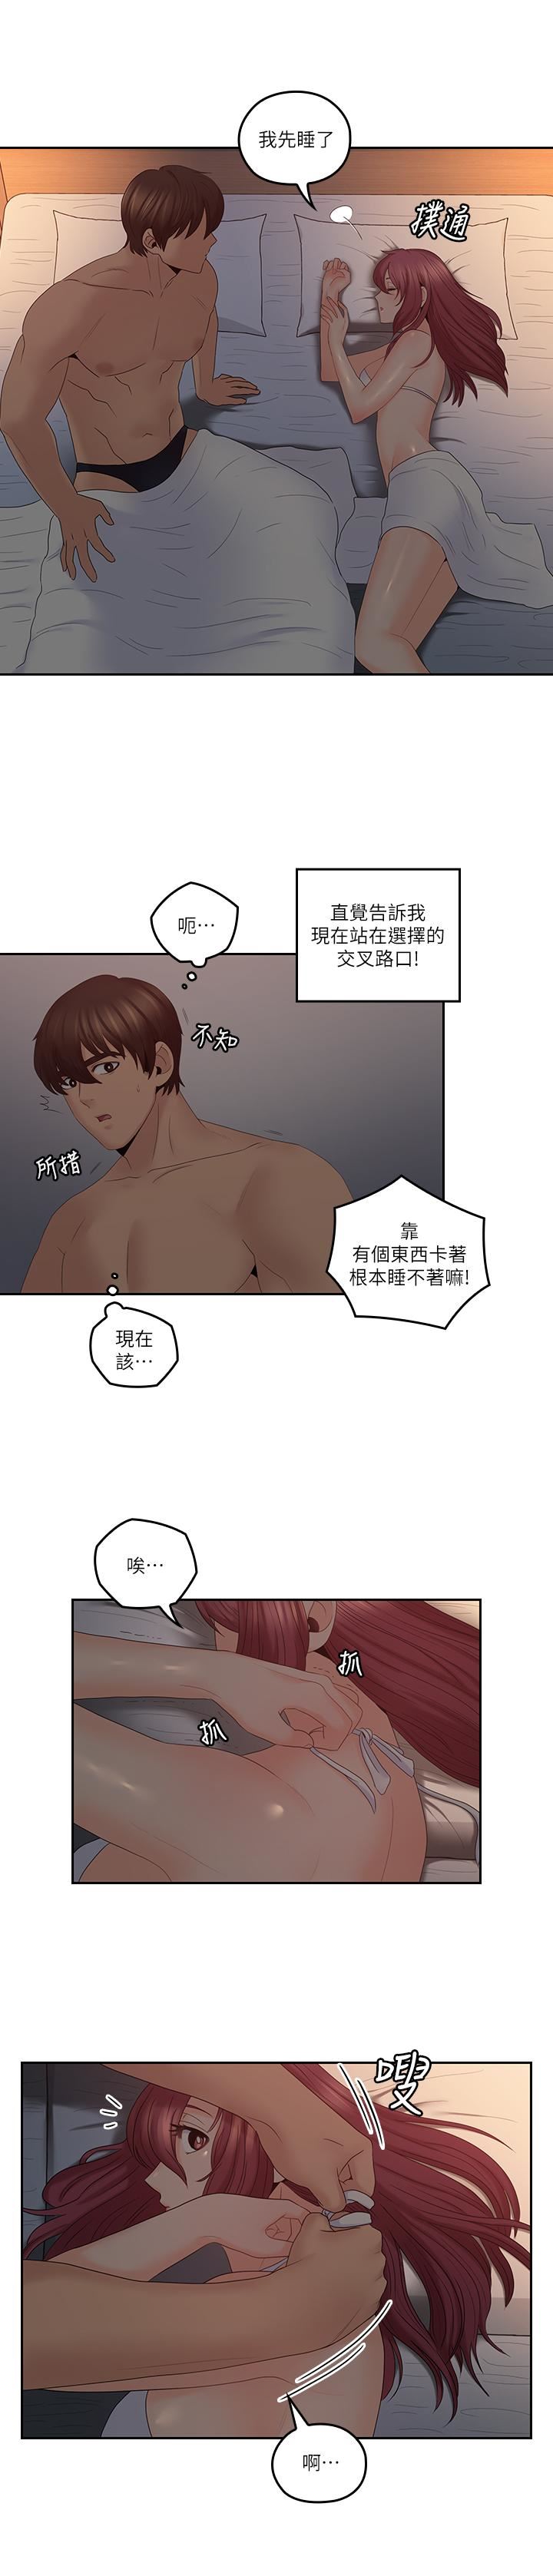 我先睡了
撲通
直覺告訴我
現在站在選擇的
交叉路口!
呃⋯
不知
所措
靠
有個東西卡著
根本睡不著嘛!
現在
該⋯
唉⋯
抓
抓
嗖
啊⋯